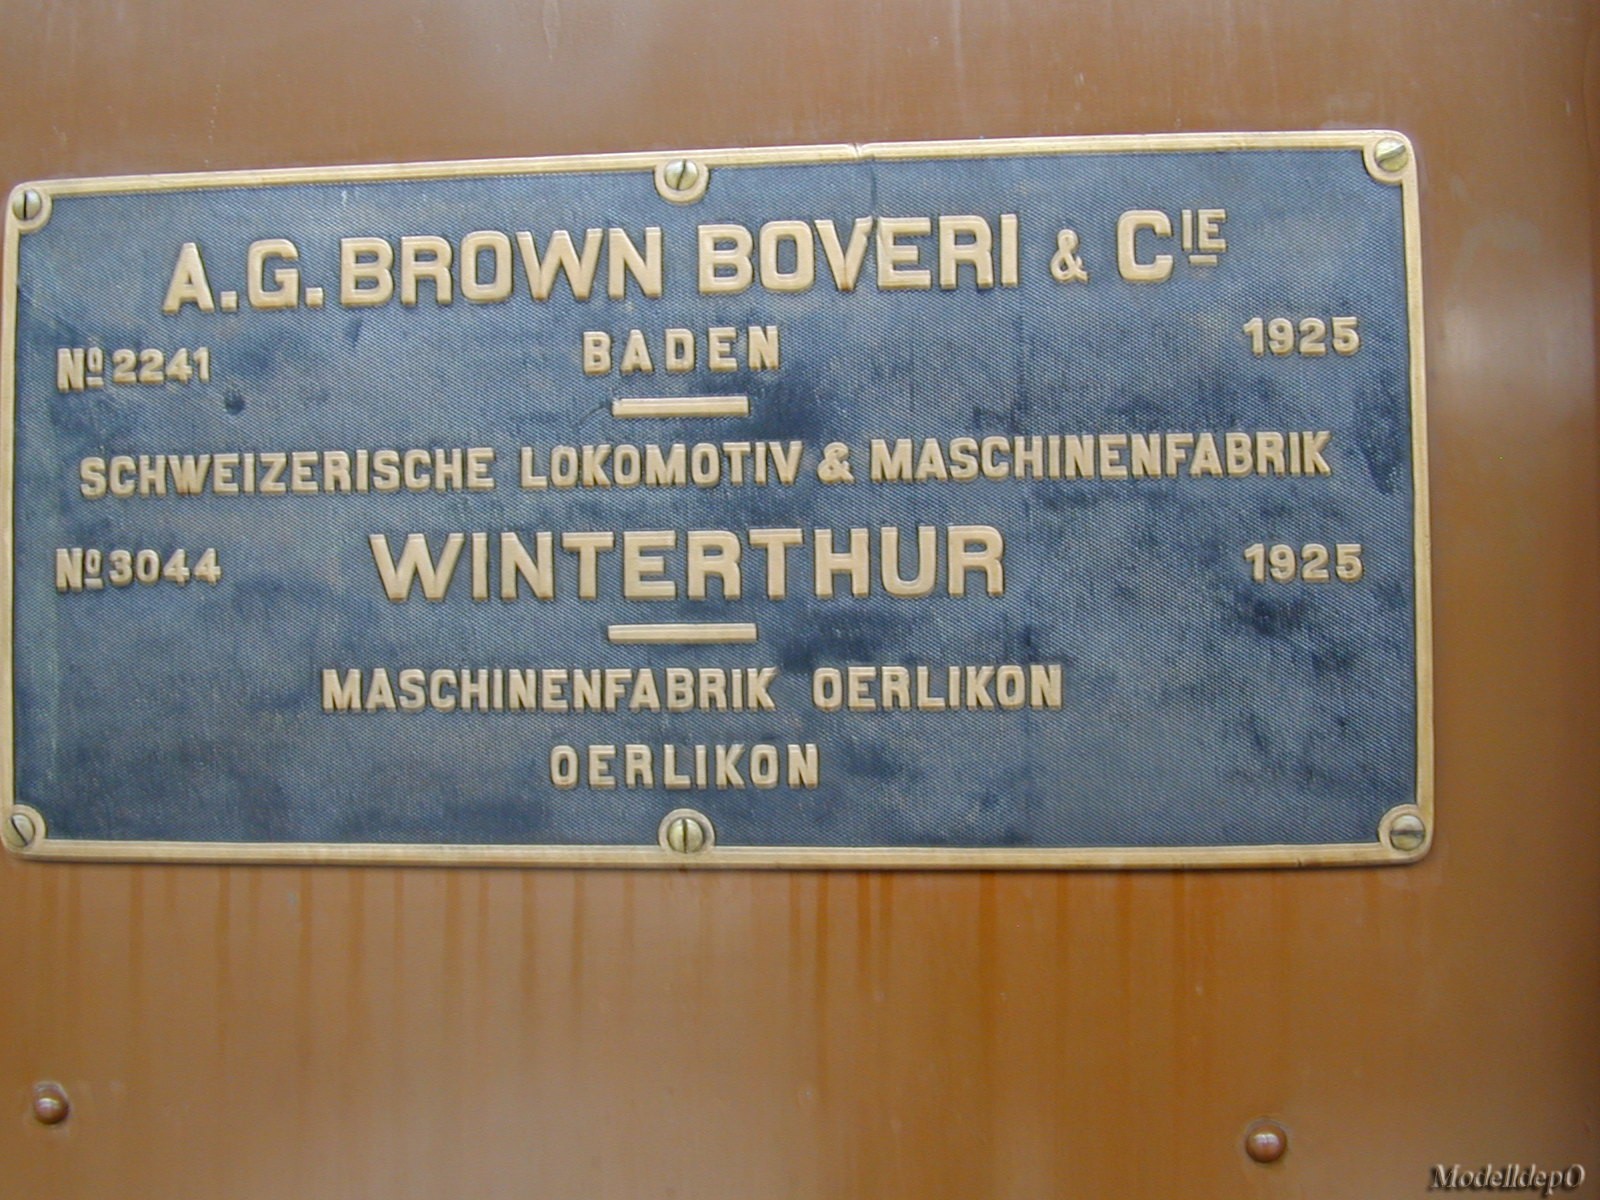 A.G. BROWN BOVERI & CIE
Nº 2241 BADEN 1925
SCHWEIZERISCHE LOKOMOTIV & MASCHINENFABRIK
Nº 3044 WINTERTHUR 1925
MASCHINENFABRIK OERLIKON
OERLIKON
ModelldepO